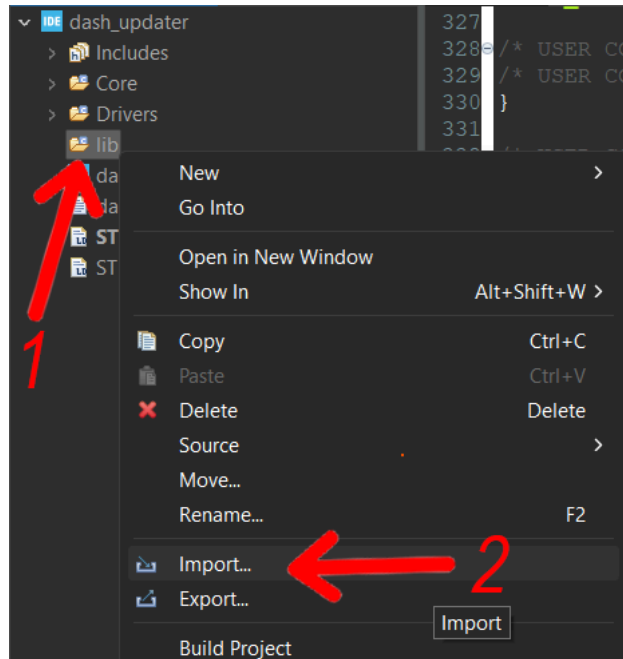 IDE dash_updater
Includes
Core
Drivers
lib
da
da
ST
ST
327
328 /* USER CO
329 /* USER CO
330 }
331
New
Go Into
Open in New Window
Show In Alt+Shift+W
Copy Ctrl+C
Paste Ctrl+V
Delete Delete
Source
Move...
Rename... F2
Import...
Export...
Build Project
Import
1
2